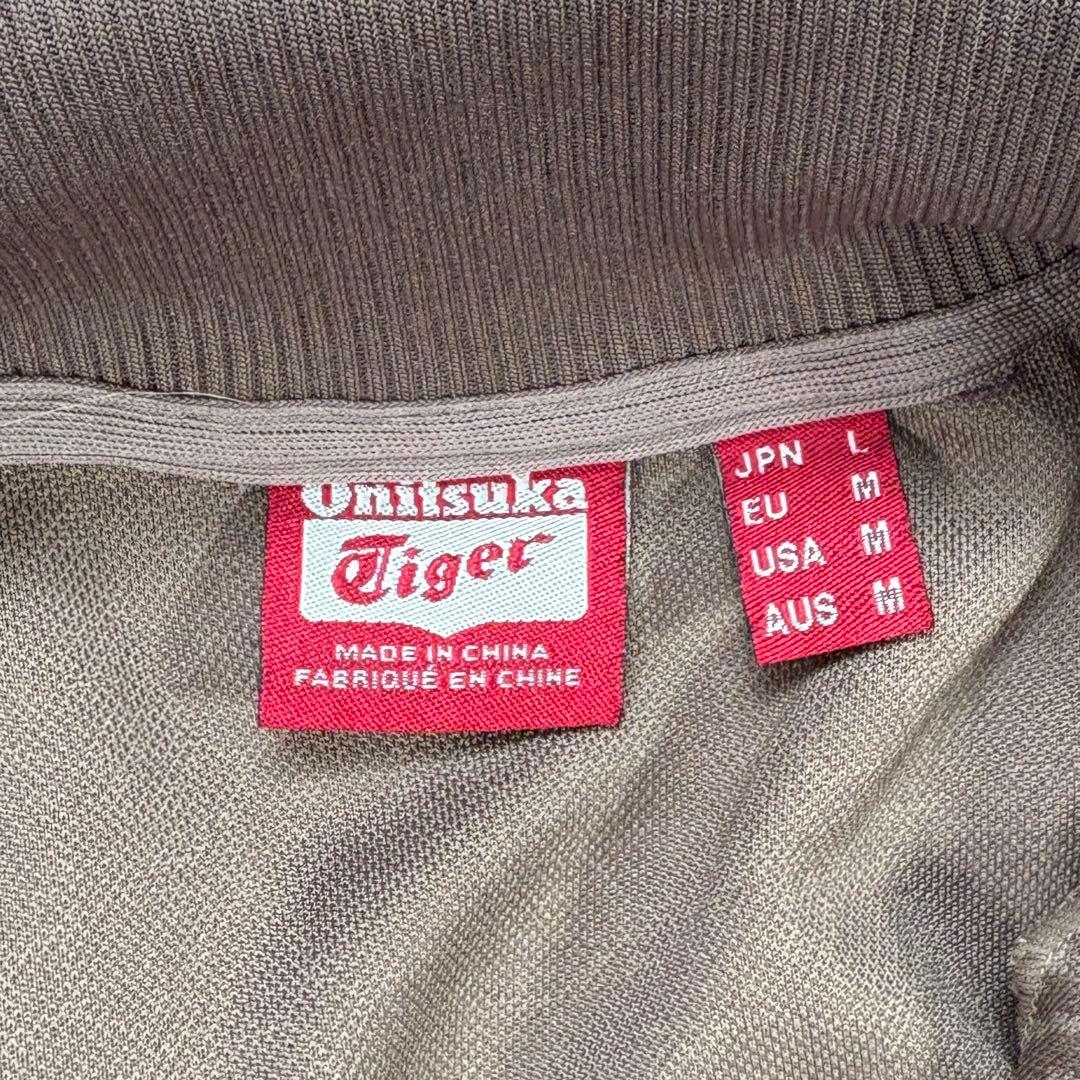 Onitsuka
Tiger
MADE IN CHINA
FABRIQUÉ EN CHINE
JPN L
EU M
USA M
AUS M